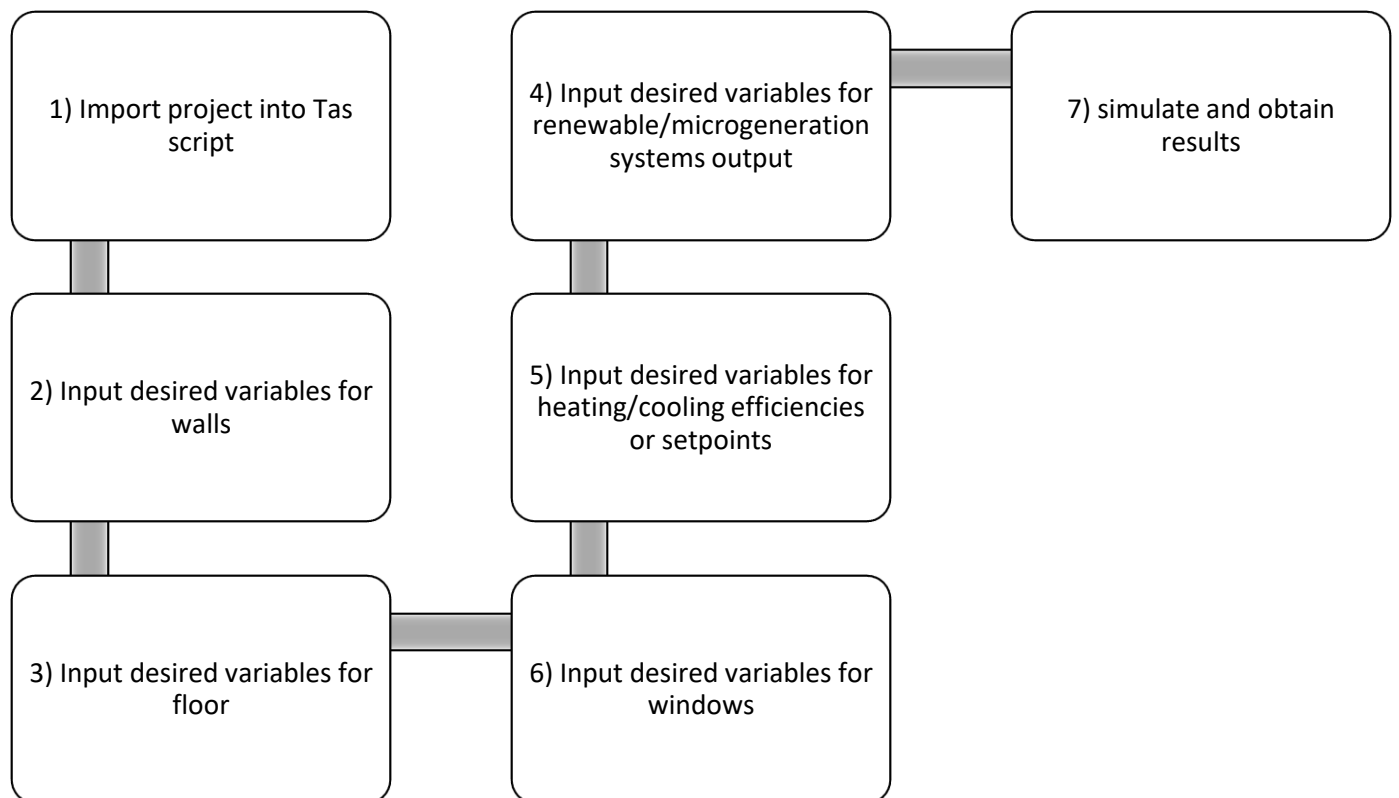 1) Import project into Tas
script
2) Input desired variables for
walls
3) Input desired variables for
floor
4) Input desired variables for
renewable/microgeneration
systems output
5) Input desired variables for
heating/cooling efficiencies
or setpoints
6) Input desired variables for
windows
7) simulate and obtain
results